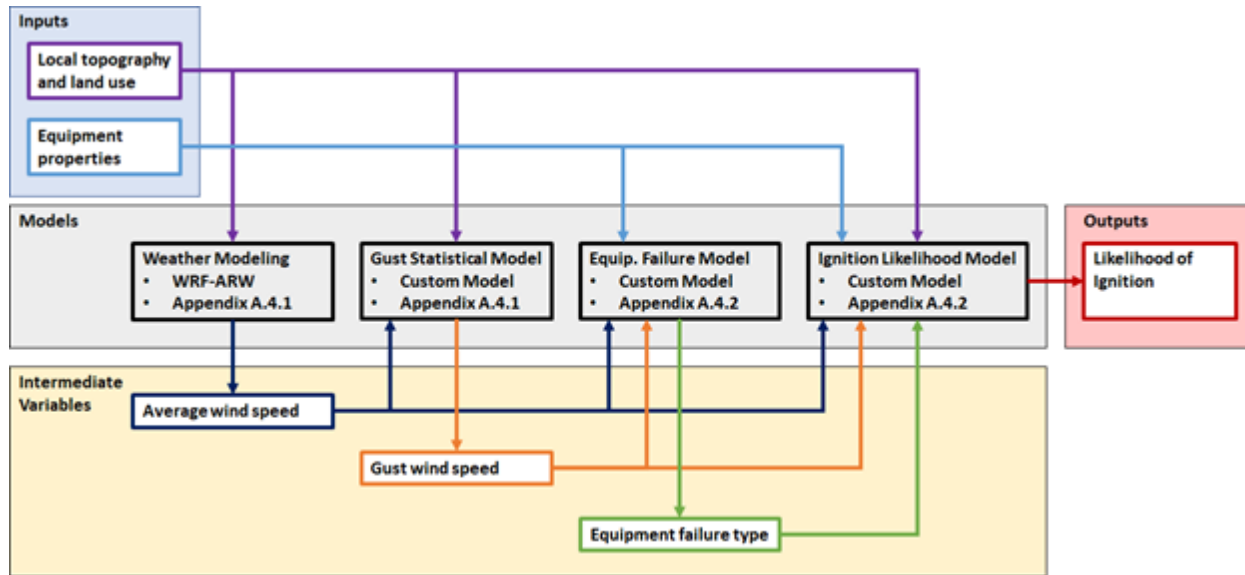 Inputs
Local topography
and land use
Equipment
properties
Models
Weather Modeling
• WRF-ARW
• Appendix A.4.1
Gust Statistical Model
• Custom Model
• Appendix A.4.1
Equip. Failure Model
• Custom Model
• Appendix A.4.2
Ignition Likelihood Model
• Custom Model
• Appendix A.4.2
Outputs
Likelihood of
Ignition
Intermediate
Variables
Average wind speed
Gust wind speed
Equipment failure type